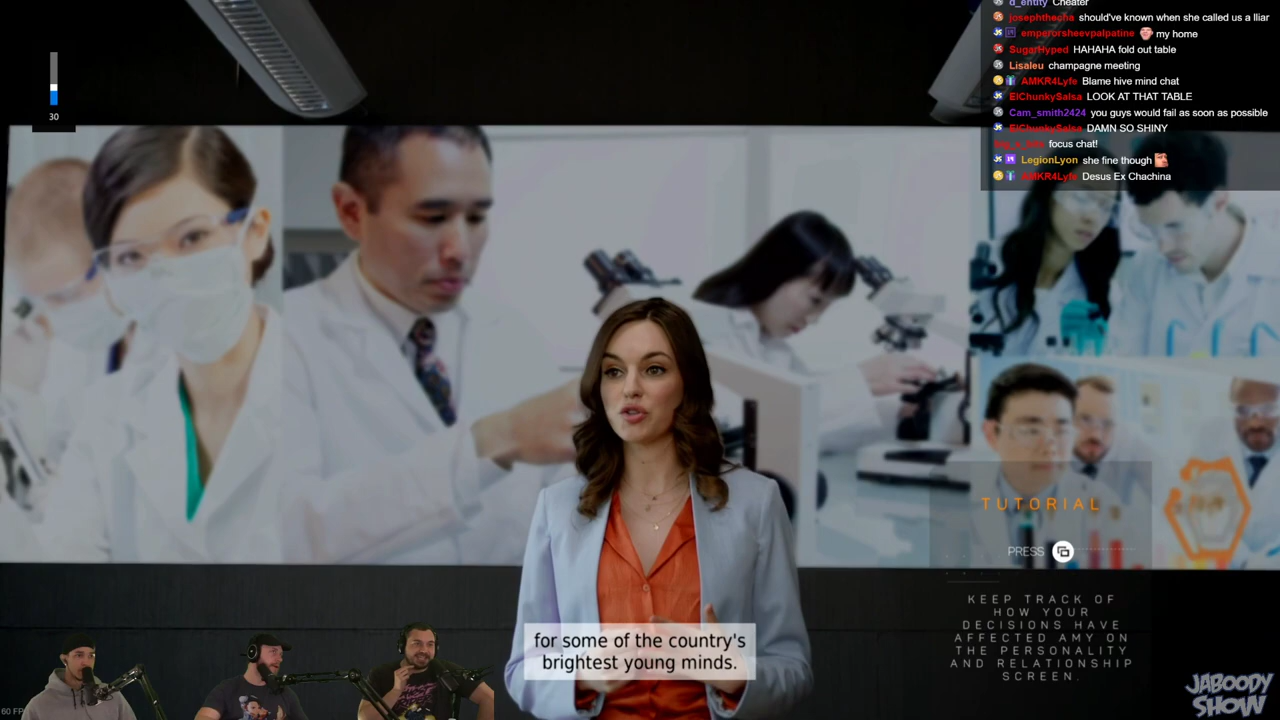 d_entity Cheater
josephthecha should've known when she called us a lliar
emperorsheevpalpatine my home
SugarHyped HAHAHA fold out table
Lisaleu champagne meeting
AMKR4Lyfe Blame hive mind chat
ElChunkySalsa LOOK AT THAT TABLE
Cam_smith2424 you guys would fail as soon as possible
ElChunkySalsa DAMN SO SHINY
focus chat!
LegionLyon she fine though
AMKR4Lyfe Desus Ex Chachina
30
TUTORIAL
PRESS
KEEP TRACK OF
HOW YOUR
DECISIONS HAVE
AFFECTED AMY ON
THE PERSONALITY
AND RELATIONSHIP
SCREEN.
for some of the country's
brightest young minds.
JABOODY
SHOW
60 FPS